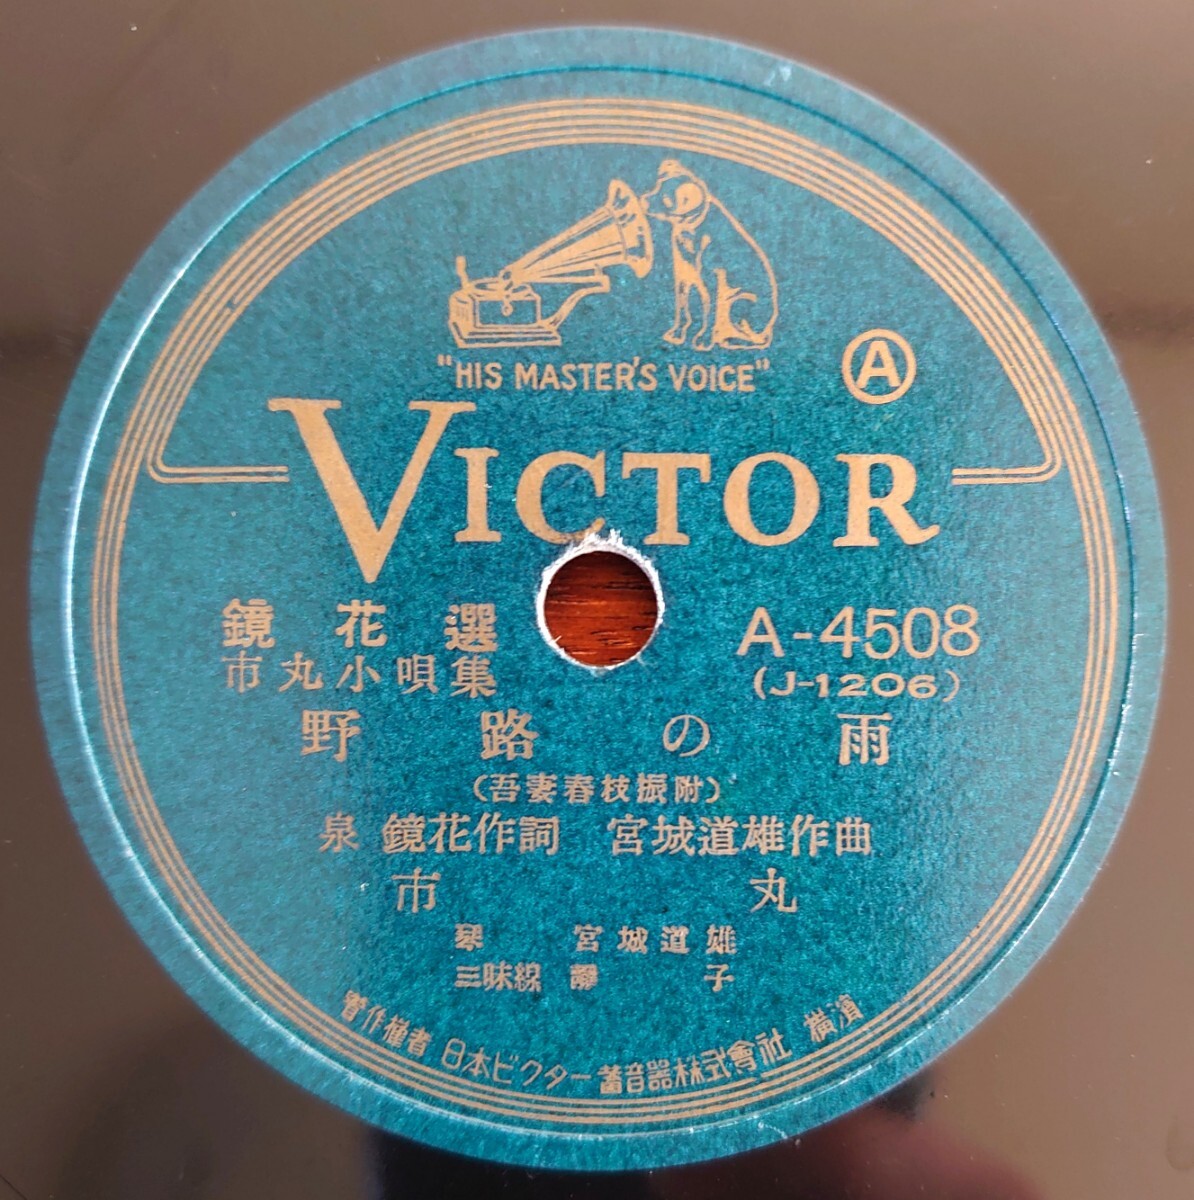 "HIS MASTER'S VOICE"
A
VICTOR
鏡花選
市丸小唄集
A-4508
(J-1206)
野路の雨
(吾妻春枝振附)
泉 鏡花作詞 宮城道雄作曲
市丸
琴 宮城道雄
三味線 靜子
著作權者 日本ビクター蓄音器株式會社 横濱